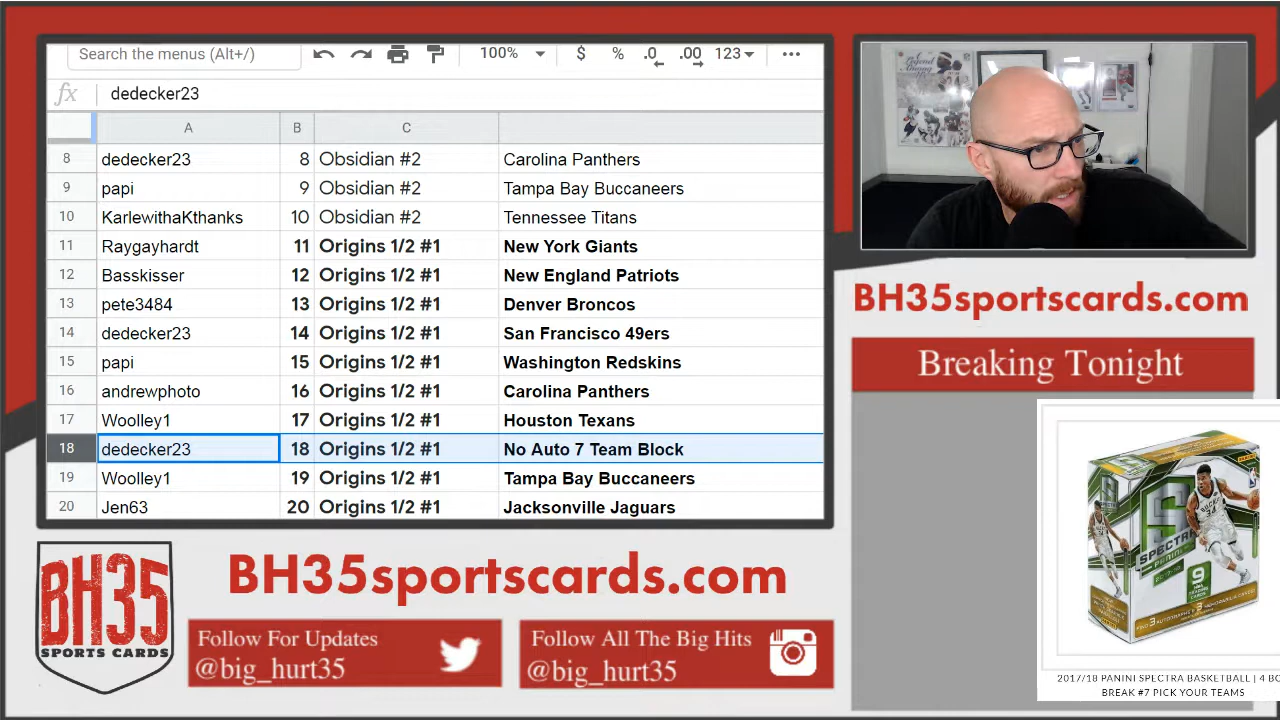 Search the menus (Alt+/)
100%
$ % .0 .00 123
fx dedecker23
A B C
8 dedecker23 8 Obsidian #2 Carolina Panthers
9 papi 9 Obsidian #2 Tampa Bay Buccaneers
10 KarlewithaKthanks 10 Obsidian #2 Tennessee Titans
11 Raygayhardt 11 Origins 1/2 #1 New York Giants
12 Basskisser 12 Origins 1/2 #1 New England Patriots
13 pete3484 13 Origins 1/2 #1 Denver Broncos
14 dedecker23 14 Origins 1/2 #1 San Francisco 49ers
15 papi 15 Origins 1/2 #1 Washington Redskins
16 andrewphoto 16 Origins 1/2 #1 Carolina Panthers
17 Woolley1 17 Origins 1/2 #1 Houston Texans
18 dedecker23 18 Origins 1/2 #1 No Auto 7 Team Block
19 Woolley1 19 Origins 1/2 #1 Tampa Bay Buccaneers
20 Jen63 20 Origins 1/2 #1 Jacksonville Jaguars
BH35sportscards.com
Breaking Tonight
SPECTRA
PANINI
9
2017/18 PANINI SPECTRA BASKETBALL | 4 BO
BREAK #7 PICK YOUR TEAMS
BH35
SPORTS CARDS
BH35sportscards.com
Follow For Updates
@big_hurt35
Follow All The Big Hits
@big_hurt35